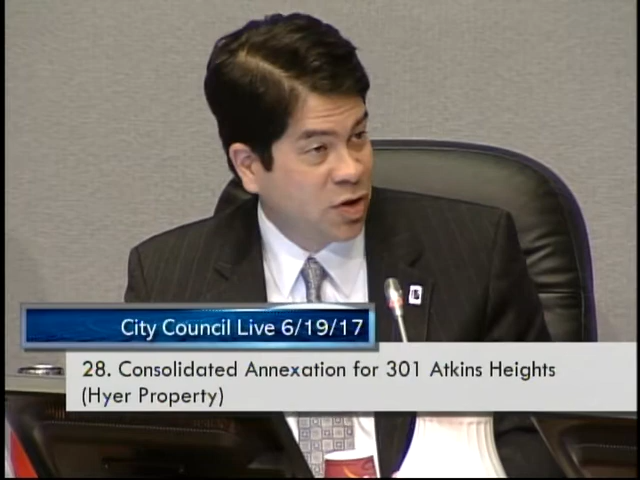 City Council Live 6/19/17
28. Consolidated Annexation for 301 Atkins Heights
(Hyer Property)